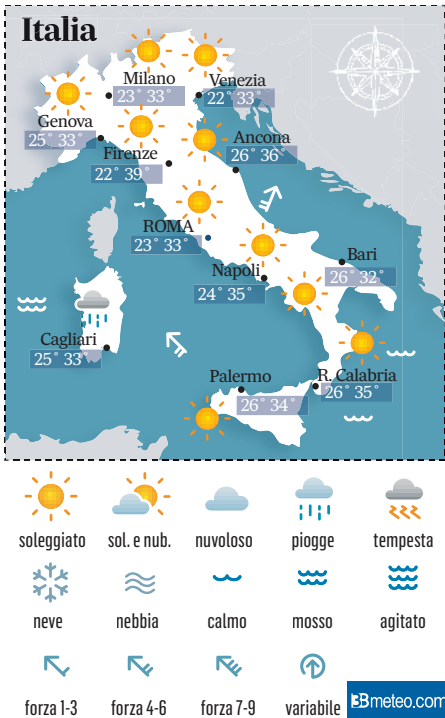 Italia
Milano
23° 33°
Venezia
22° 33°
Genova
25° 33°
Ancona
26° 36°
Firenze
22° 39°
ROMA
23° 33°
Napoli
24° 35°
Bari
26° 32°
Cagliari
25° 33°
Palermo
26° 34°
R. Calabria
26° 35°
soleggiato sol. e nub. nuvoloso piogge tempesta
neve nebbia calmo mosso agitato
forza 1-3 forza 4-6 forza 7-9 variabile
3Bmeteo.com